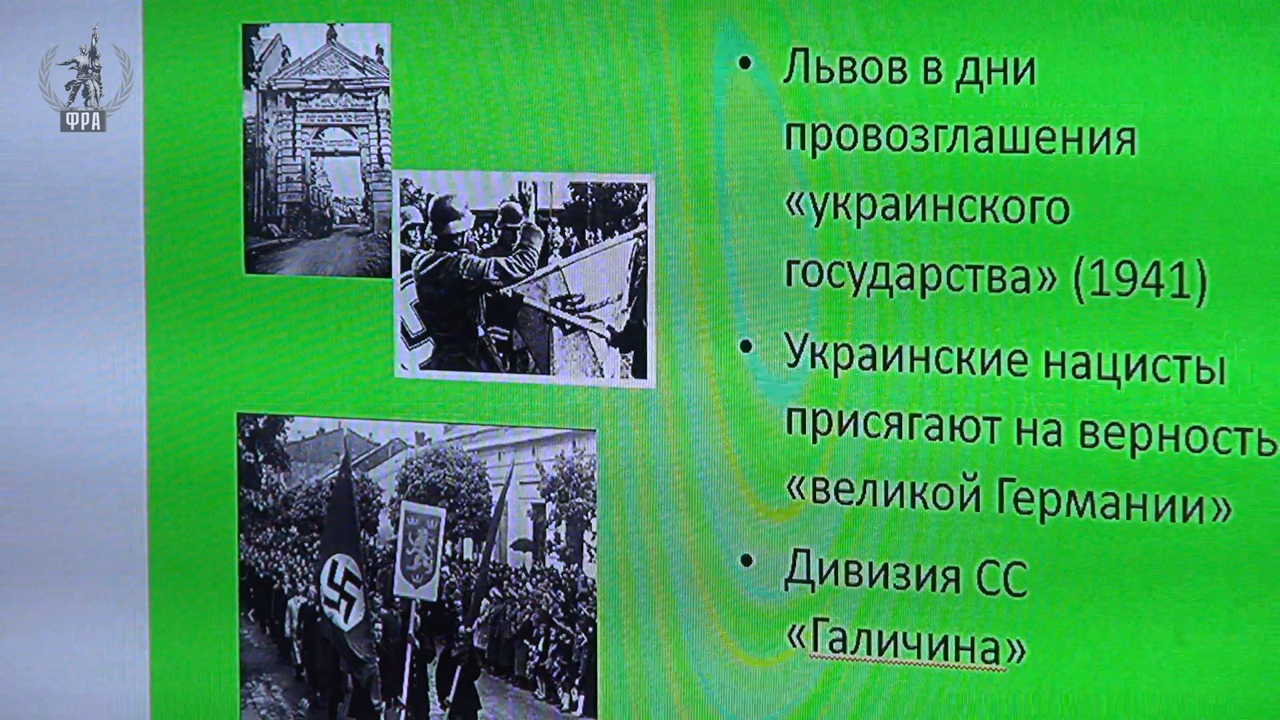 ФРА
Львов в дни
провозглашения
«украинского
государства» (1941)
Украинские нацисты
присягают на верность
«великой Германии»
Дивизия СС
«Галичина»